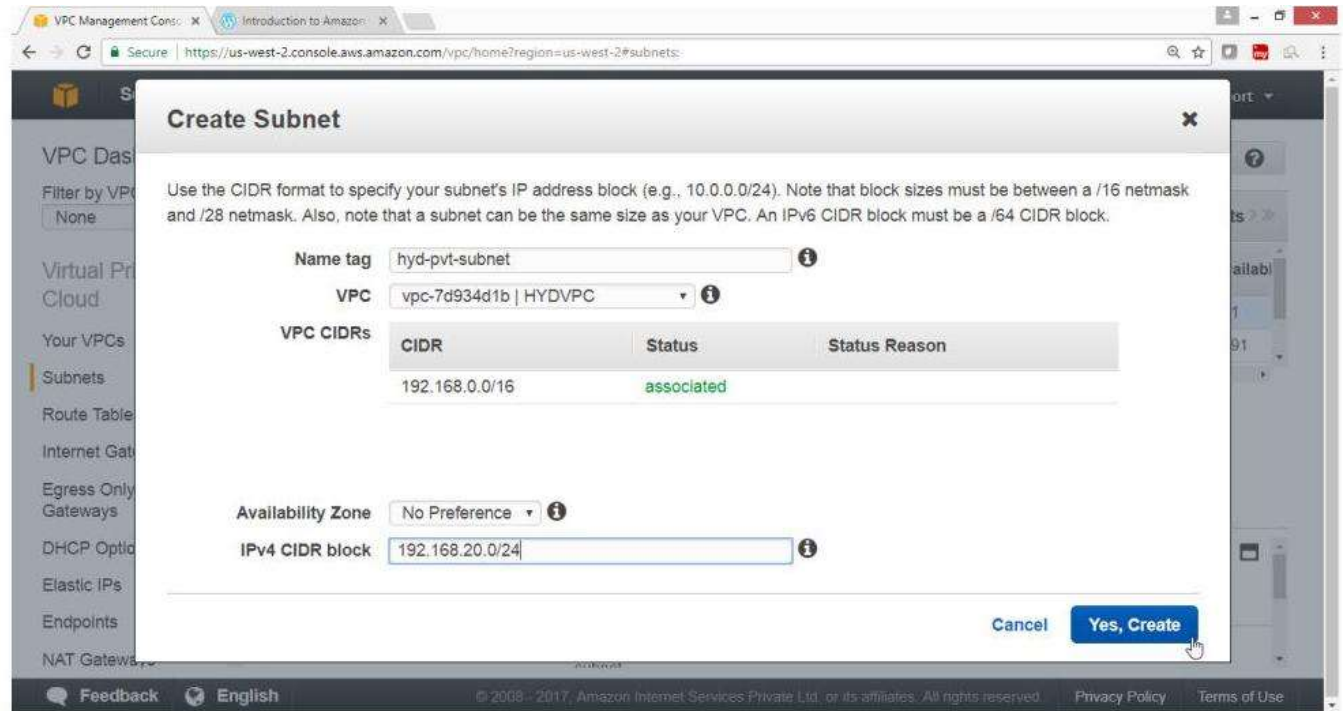 VPC Management Conso
Introduction to Amazon
Secure | https://us-west-2.console.aws.amazon.com/vpc/home?region=us-west-2#subnets:
Create Subnet
VPC Das
Filter by VP
None
Use the CIDR format to specify your subnet's IP address block (e.g., 10.0.0.0/24). Note that block sizes must be between a /16 netmask
and /28 netmask. Also, note that a subnet can be the same size as your VPC. An IPv6 CIDR block must be a /64 CIDR block.
Name tag hyd-pvt-subnet
Virtual Pri
Cloud
VPC vpc-7d934d1b | HYDVPC
VPC CIDRs CIDR Status Status Reason
192.168.0.0/16 associated
Your VPCs
Subnets
Route Table
Internet Gat
Egress Only
Gateways
DHCP Optio
Elastic IPs
Endpoints
NAT Gateways
Availability Zone No Preference
IPv4 CIDR block 192.168.20.0/24
Cancel Yes, Create
ort
ts
ailabi
1
91
Feedback English © 2008 - 2017, Amazon Internet Services Private Ltd. or its affiliates. All rights reserved. Privacy Policy Terms of Use